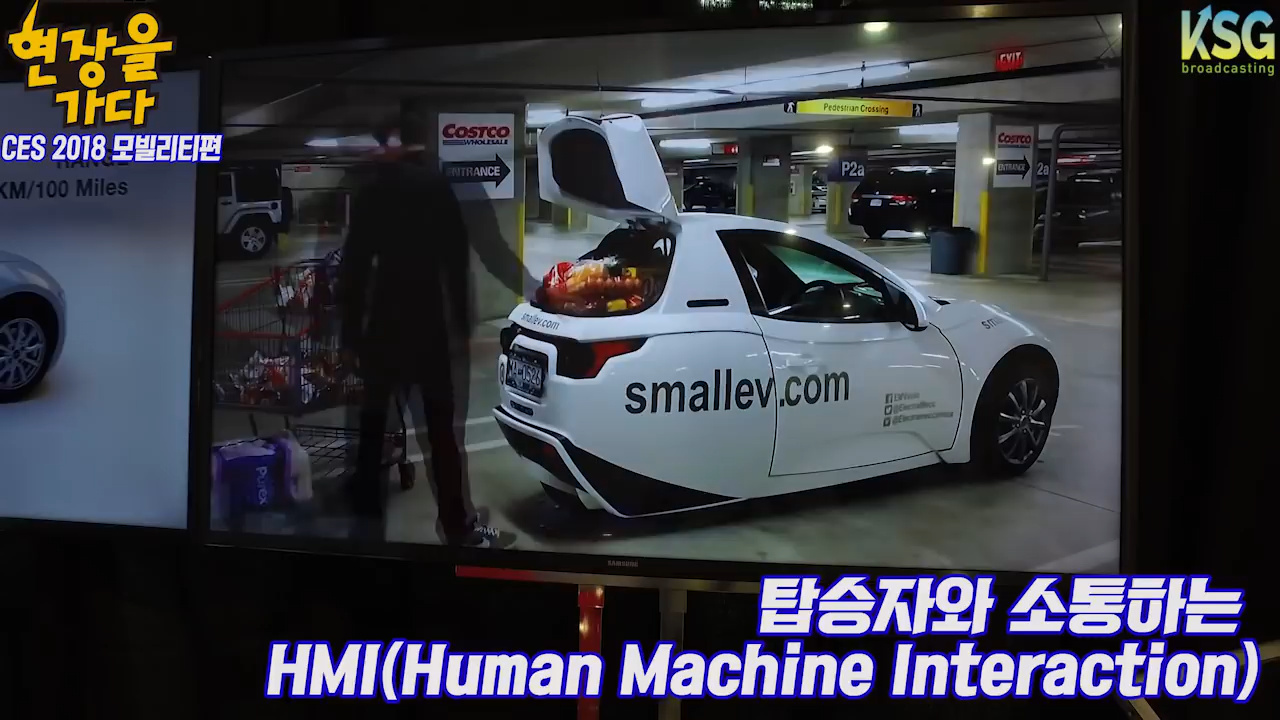 현장을
가다
CES 2018 모빌리티편
KM/100 Miles
KSG
broadcasting
EXIT
Pedestrian Crossing
COSTCO
WHOLESALE
ENTRANCE
COSTCO
ENTRANCE
P2a
2a
smallev.com
smallev.com
Purex
SAMSUNG
탑승자와 소통하는
HMI(Human Machine Interaction)